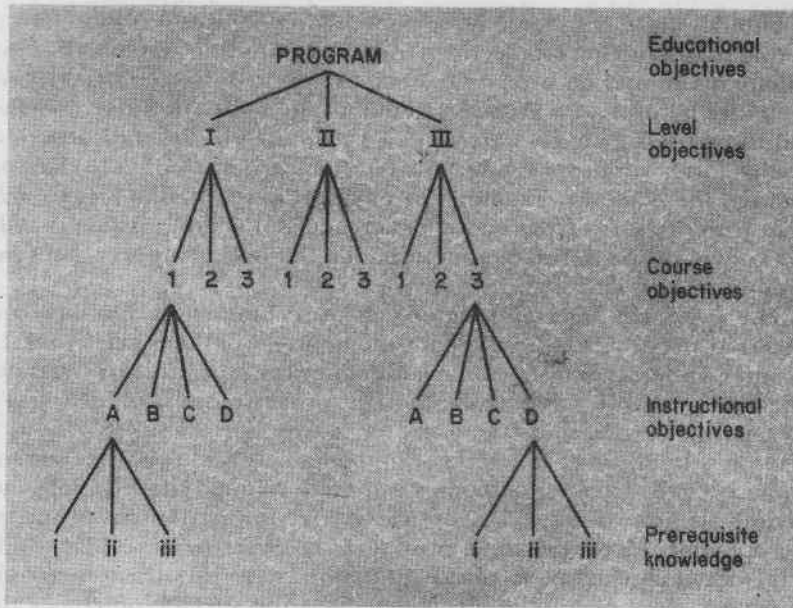 PROGRAM
Educational
objectives
I II III
Level
objectives
1 2 3 1 2 3 1 2 3
Course
objectives
A B C D A B C D
Instructional
objectives
i ii iii i ii iii
Prerequisite
knowledge